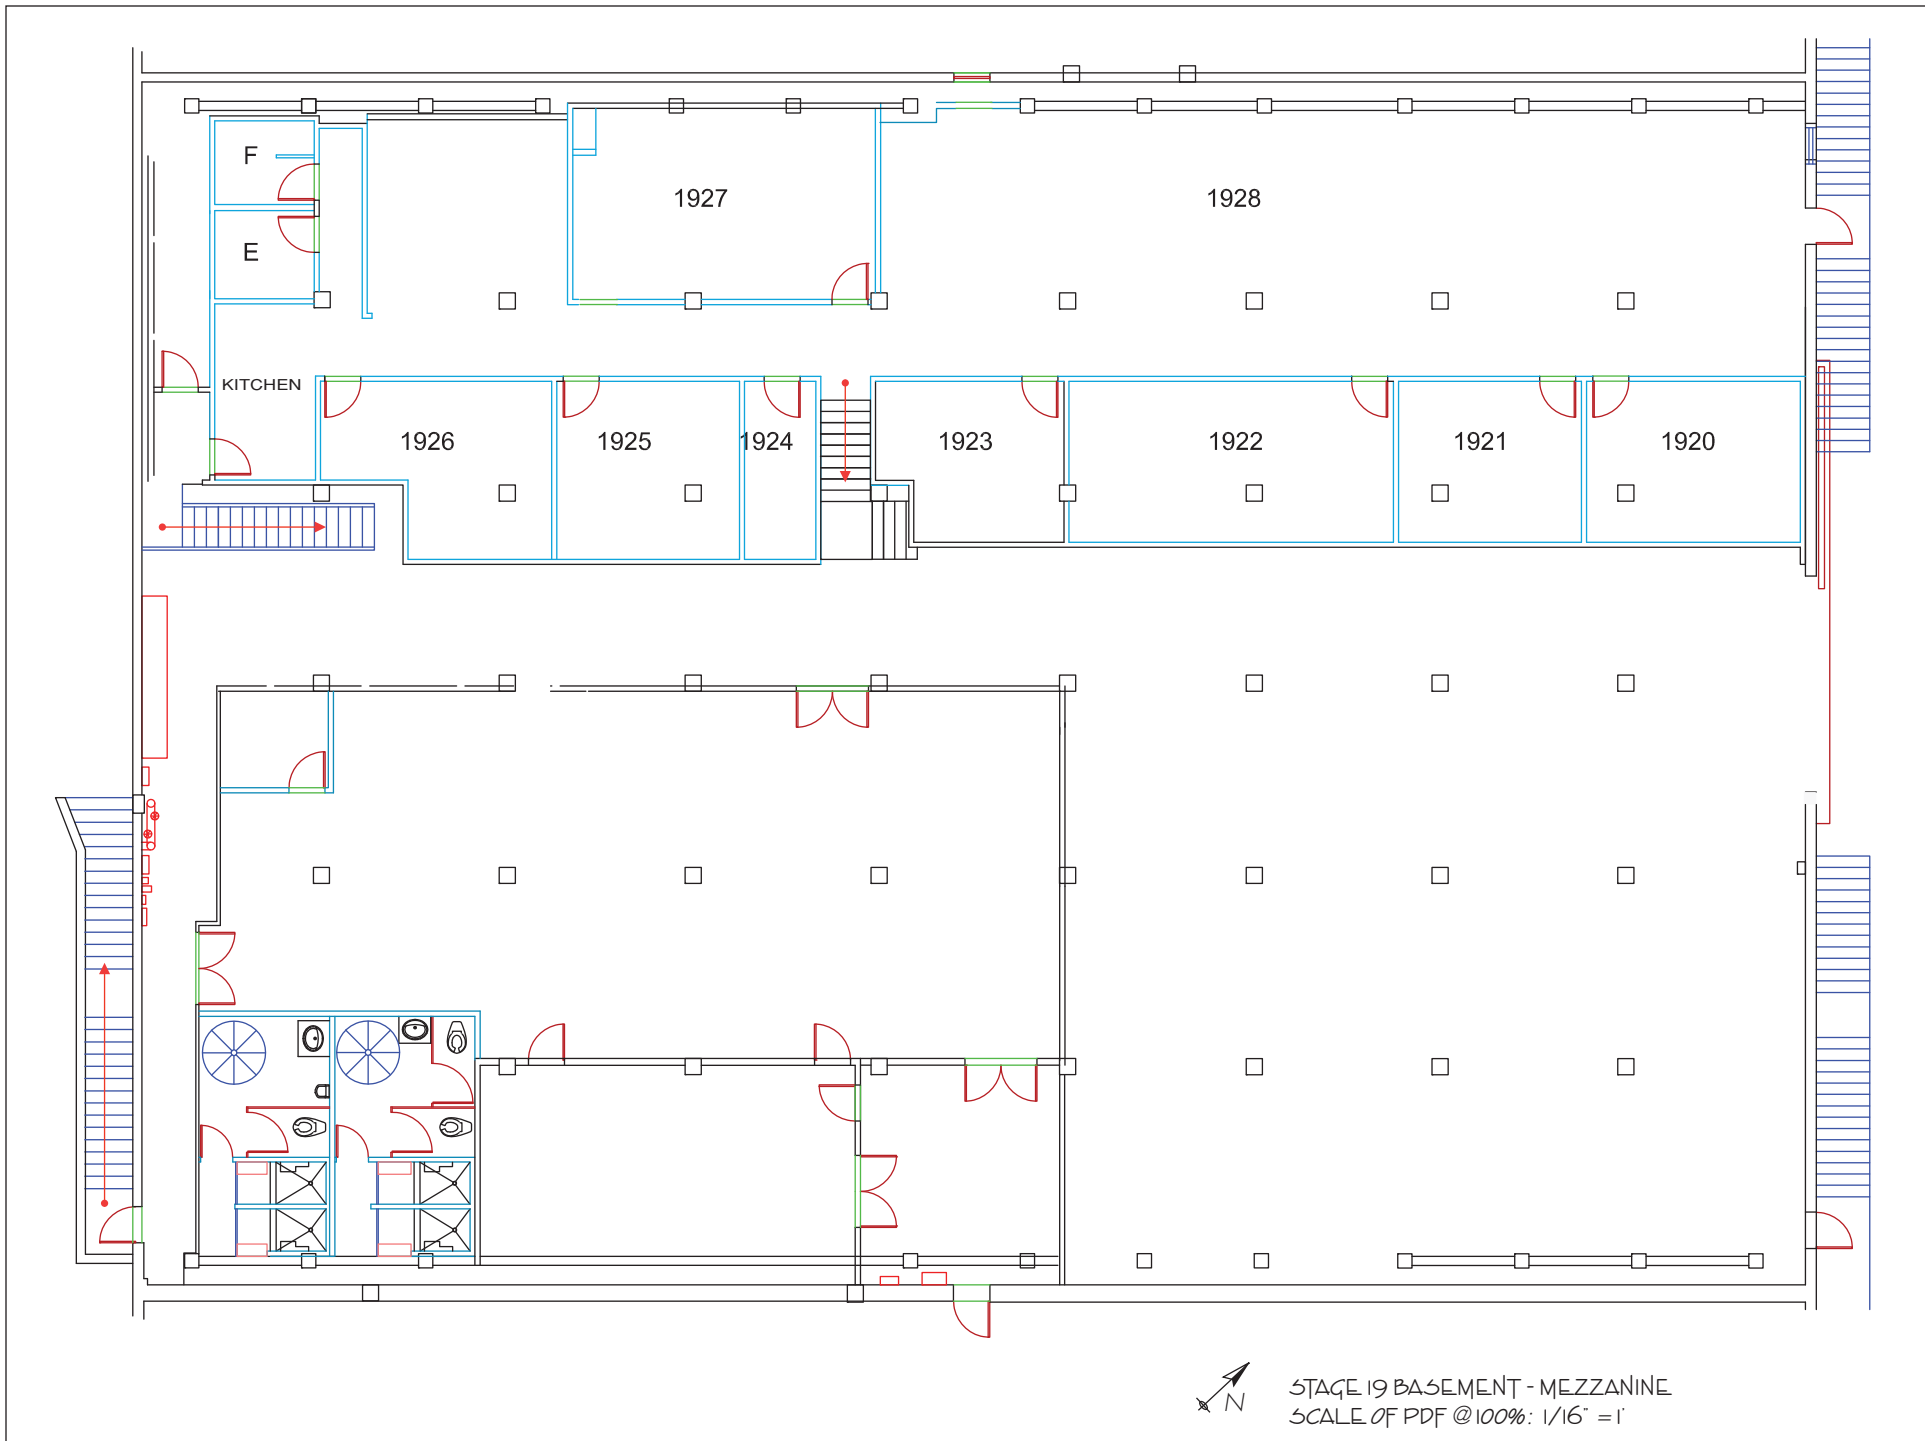 F
1927
1928
E
KITCHEN
1926
1925
1924
1923
1922
1921
1920
N
STAGE 19 BASEMENT - MEZZANINE
SCALE OF PDF @ 100%: 1/16" = 1'